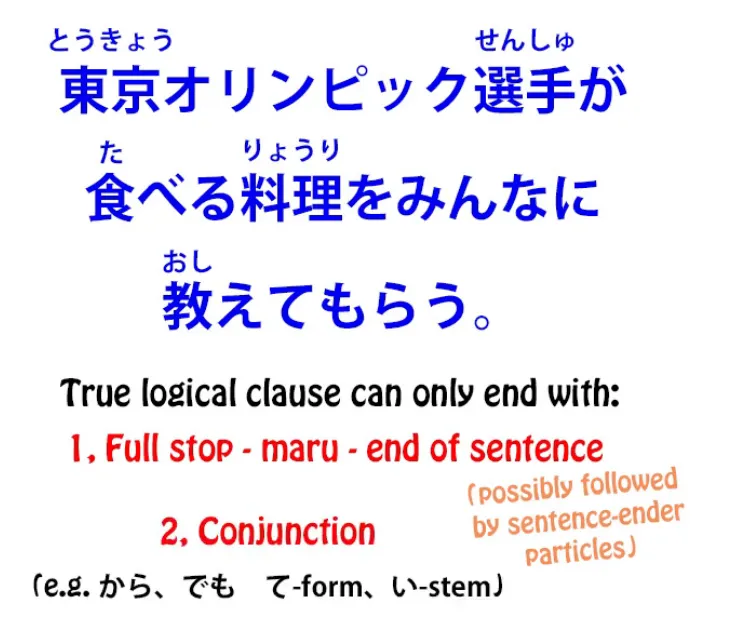 とうきょう せんしゅ
東京オリンピック選手が
た りょうり
食べる料理をみんなに
おし
教えてもらう。
True logical clause can only end with:
1, Full stop - maru - end of sentence
(possibly followed
by sentence-ender
particles)
2, Conjunction
(e.g. から、でも　て-form、い-stem)